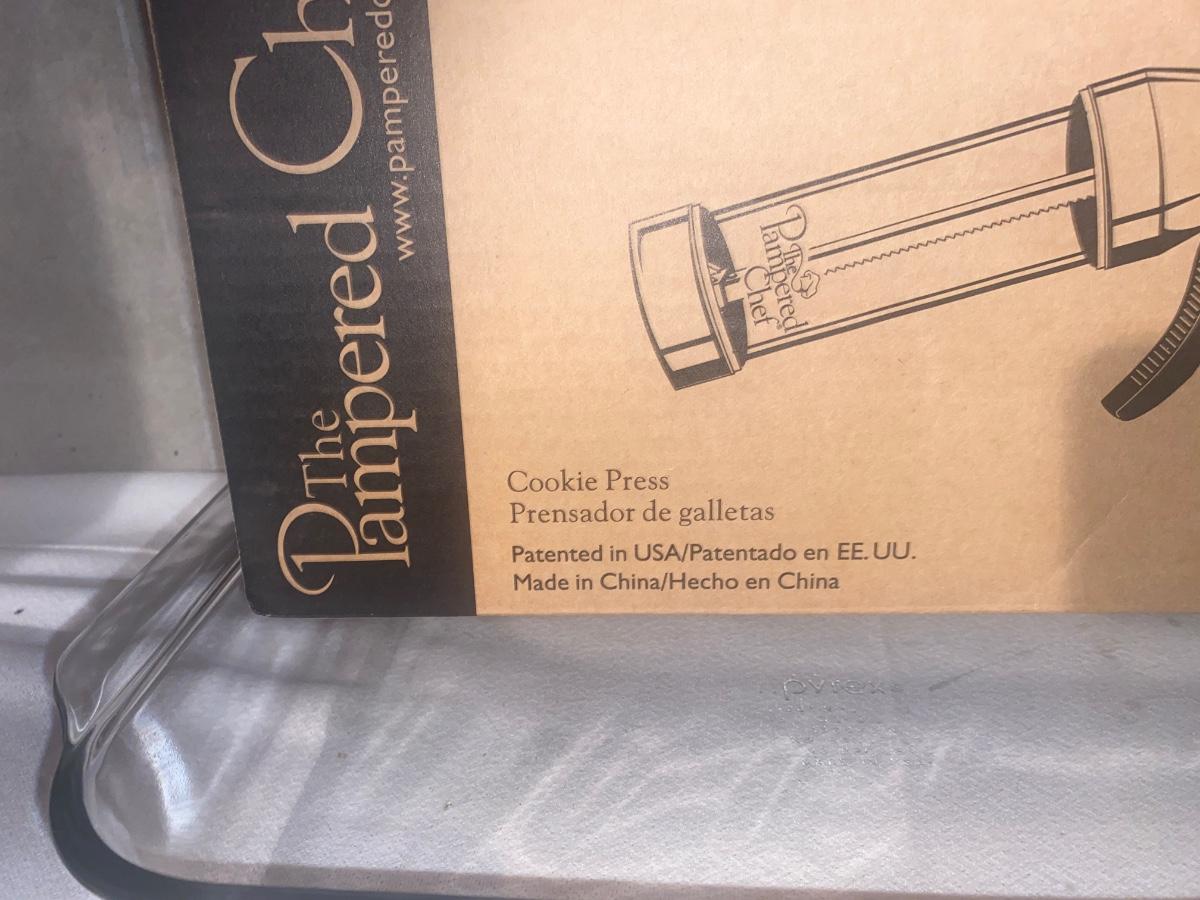 The
Pampered Ch
www.pamperedc
The
Pampered
Chef
Cookie Press
Prensador de galletas
Patented in USA/Patentado en EE.UU.
Made in China/Hecho en China
pyrex